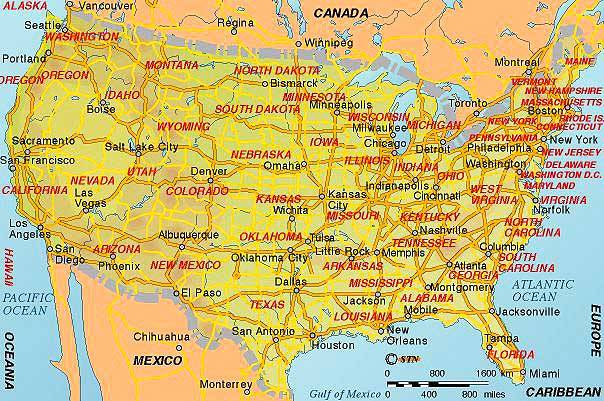 ALASKA
Vancouver
CANADA
Seattle
Regina
WASHINGTON
Winnipeg
Portland
Montreal
MAINE
MONTANA
NORTH DAKOTA
OREGON
OREGON
Bismarck
VERMONT
IDAHO
MINNESOTA
NEW HAMPSHIRE
Boise
SOUTH DAKOTA
Minneapolis
Toronto
MASSACHUSETTS
Boston
WISCONSIN
RHODE IS.
WYOMING
Milwaukee
MICHIGAN
NEW YORK
CONNECTICUT
Sacramento
IOWA
Chicago
Detroit
PENNSYLVANIA
New York
Salt Lake City
Philadelphia
San Francisco
NEBRASKA
ILLINOIS
NEW JERSEY
Denver
Omaha
INDIANA
Washington
DELAWARE
UTAH
OHIO
WASHINGTON D.C.
NEVADA
Indianapolis
MARYLAND
CALIFORNIA
COLORADO
Las
Vegas
KANSAS
Kansas
City
Cincinnati
WEST
VIRGINIA
VIRGINIA
Wichita
MISSOURI
KENTUCKY
Norfolk
Los
Angeles
Albuquerque
OKLAHOMA
Tulsa
Nashville
NORTH
CAROLINA
TENNESSEE
San
Diego
ARIZONA
Oklahoma City
Little Rock
Memphis
Columbia
HAWAII
Phoenix
NEW MEXICO
ARKANSAS
Atlanta
SOUTH
CAROLINA
GEORGIA
Dallas
MISSISSIPPI
Montgomery
ATLANTIC
OCEAN
PACIFIC
OCEAN
El Paso
TEXAS
Jackson
ALABAMA
Mobile
Jacksonville
LOUISIANA
EUROPE
OCEANIA
Chihuahua
San Antonio
New
Orleans
Tampa
Houston
MEXICO
STN
FLORIDA
Monterrey
0
800
1600 km
Miami
Gulf of Mexico
0
400
800 miles
CARIBBEAN